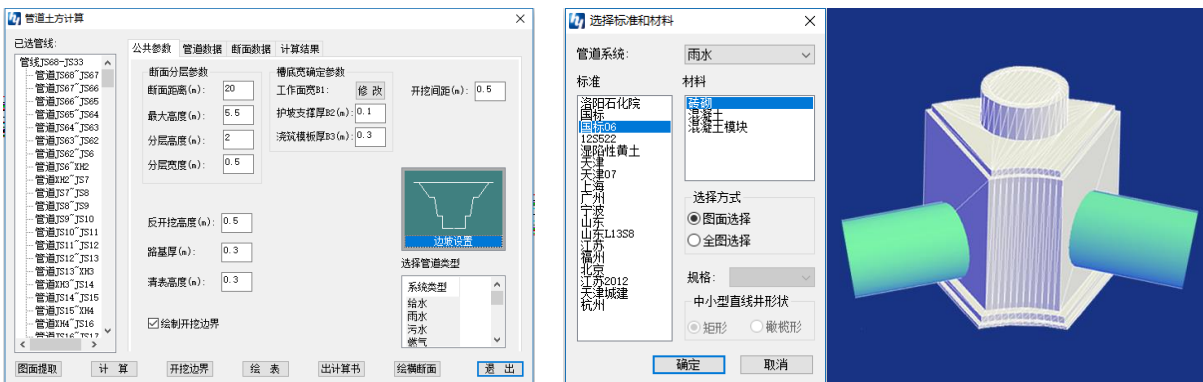 管道土方计算
已选管线:
管线JS68-JS33
管道JS68~JS67
管道JS67~JS66
管道JS66~JS65
管道JS65~JS64
管道JS64~JS63
管道JS63~JS62
管道JS62~JS6
管道JS6~XH2
管道XH2~JS7
管道JS7~JS8
管道JS8~JS9
管道JS9~JS10
管道JS10~JS11
管道JS11~JS12
管道JS12~JS13
管道JS13~XH3
管道XH3~JS14
管道JS14~JS15
管道JS15~XH4
管道XH4~JS16
管道JS16~JS17
公共参数 管道数据 断面数据 计算结果
断面分层参数
断面距离(m): 20
最大高度(m): 5.5
分层高度(m): 2
分层宽度(m): 0.5
槽底宽确定参数
工作面宽B1: 修 改
护坡支撑厚B2(m): 0.1
浇筑模板厚B3(m): 0.3
开挖间距(m): 0.5
反开挖高度(m): 0.5
路基厚(m): 0.3
清表高度(m): 0.3
绘制开挖边界
边坡设置
选择管道类型
系统类型
给水
雨水
污水
燃气
图面提取 计 算 开挖边界 绘 表 出计算书 绘横断面 退 出
选择标准和材料
管道系统: 雨水
标准
洛阳石化院
国标
国标06
12S522
湿陷性黄土
天津
天津07
上海
广州
宁波
山东
山东L13S8
江苏
福州
北京
江苏2012
天津城建
杭州
材料
砖砌
混凝土
混凝土模块
选择方式
图面选择
全图选择
规格:
中小型直线井形状
矩形 橄榄形
确定 取消